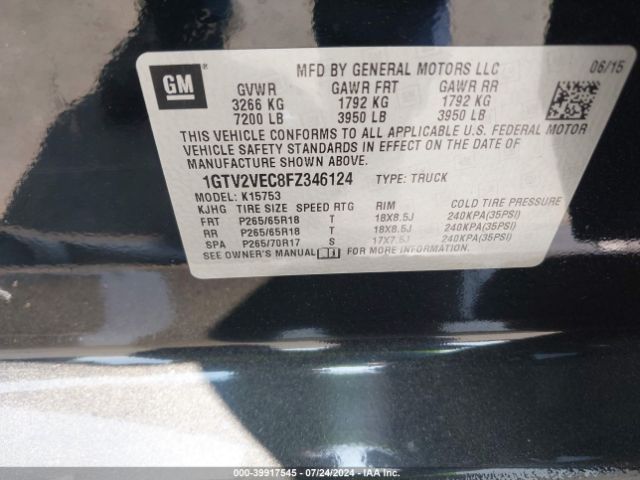 GM ®
MFD BY GENERAL MOTORS LLC 06/15
GVWR GAWR FRT GAWR RR
3266 KG 1792 KG 1792 KG
7200 LB 3950 LB 3950 LB
THIS VEHICLE CONFORMS TO ALL APPLICABLE U.S. FEDERAL MOTOR
VEHICLE SAFETY STANDARDS IN EFFECT ON THE DATE OF
MANUFACTURE SHOWN ABOVE.
1GTV2VEC8FZ346124 TYPE: TRUCK
MODEL: K15753
KJHG TIRE SIZE SPEED RTG RIM COLD TIRE PRESSURE
FRT P265/65R18 T 18X8.5J 240KPA(35PSI)
RR P265/65R18 T 18X8.5J 240KPA(35PSI)
SPA P265/70R17 S 17X7.5J 240KPA(35PSI)
SEE OWNER'S MANUAL FOR MORE INFORMATION.
000-39917545 - 07/24/2024 - IAA Inc.